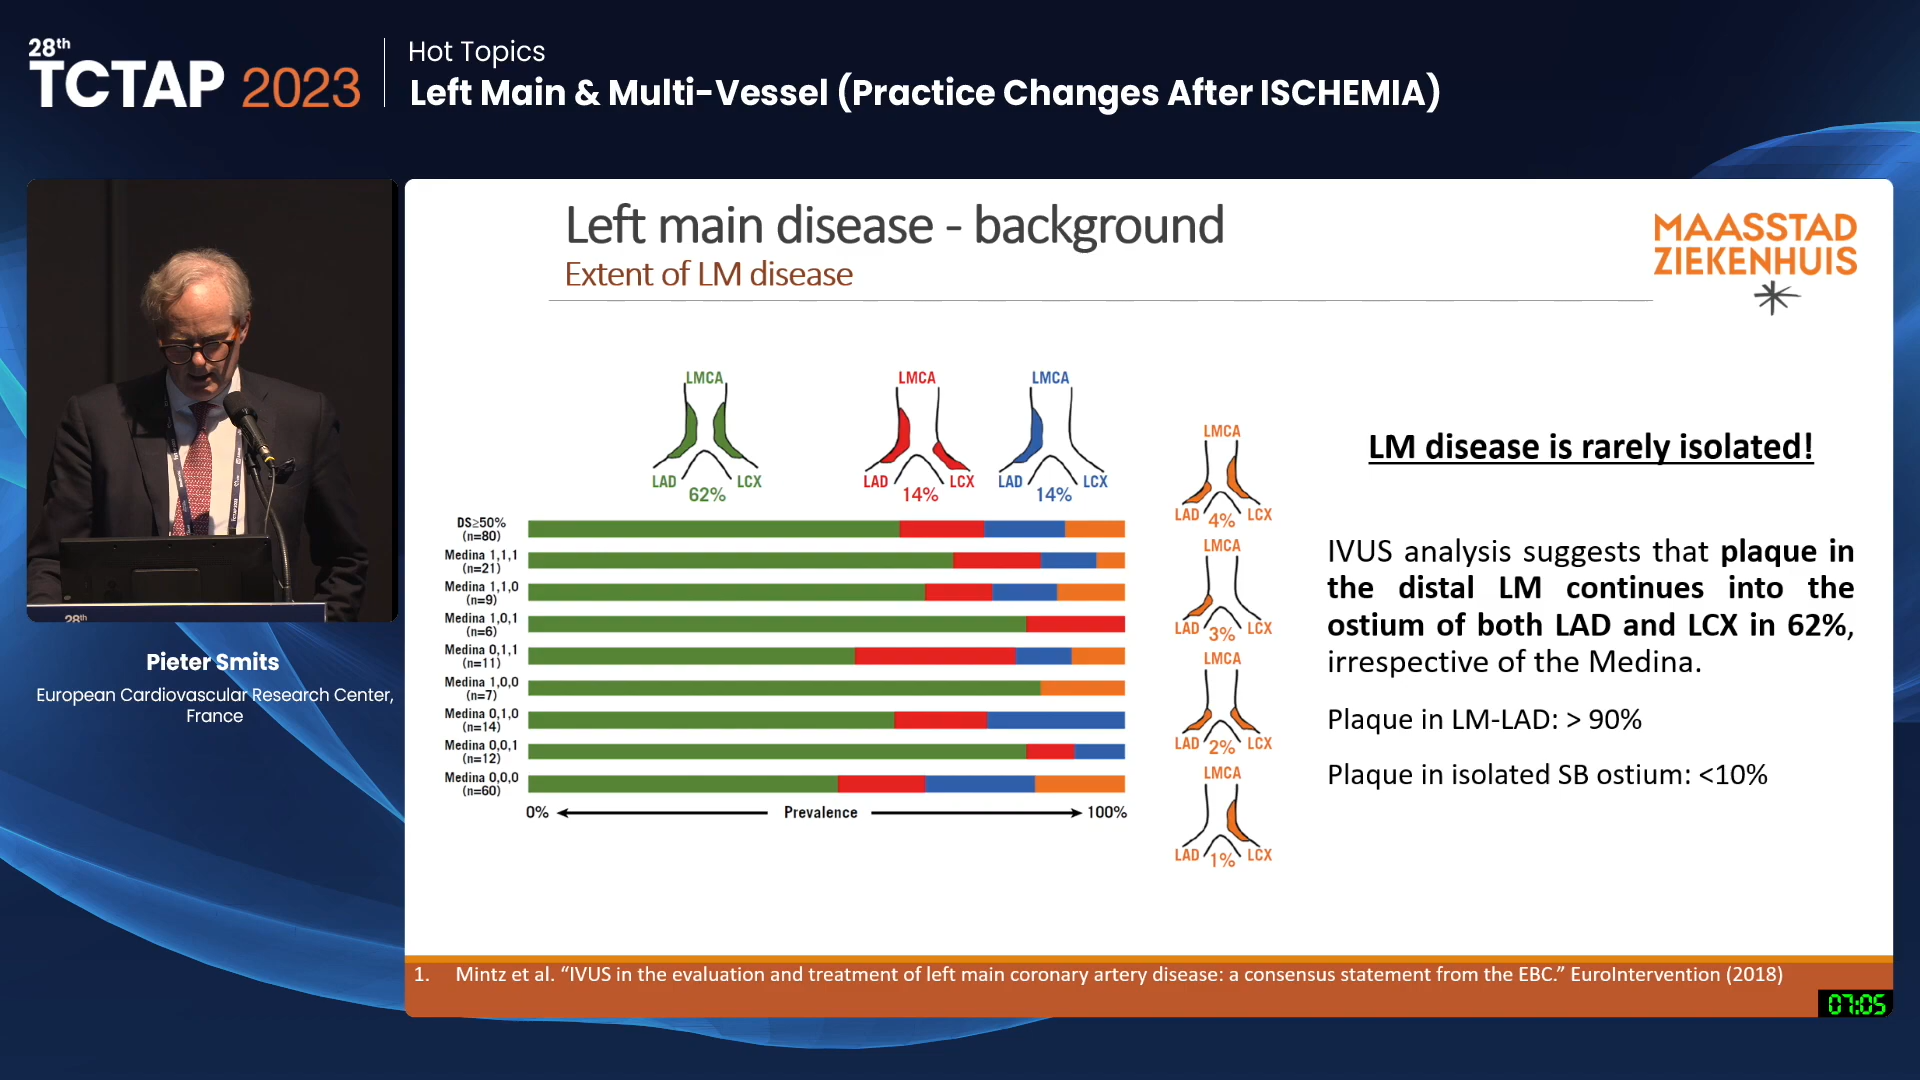 28th
TCTAP 2023
Hot Topics
Left Main & Multi-Vessel (Practice Changes After ISCHEMIA)
28th
Pieter Smits
European Cardiovascular Research Center,
France
Left main disease - background
Extent of LM disease
MAASSTAD
ZIEKENHUIS
LMCA
LAD LCX
62%
LMCA
LAD LCX
14%
LMCA
LAD LCX
14%
LMCA
LAD 4% LCX
LMCA
LAD 3% LCX
LMCA
LAD 2% LCX
LMCA
LAD 1% LCX
DS≥50%
(n=80)
Medina 1,1,1
(n=21)
Medina 1,1,0
(n=9)
Medina 1,0,1
(n=6)
Medina 0,1,1
(n=11)
Medina 1,0,0
(n=7)
Medina 0,1,0
(n=14)
Medina 0,0,1
(n=12)
Medina 0,0,0
(n=60)
0% Prevalence 100%
LM disease is rarely isolated!
IVUS analysis suggests that plaque in
the distal LM continues into the
ostium of both LAD and LCX in 62%,
irrespective of the Medina.
Plaque in LM-LAD: > 90%
Plaque in isolated SB ostium: <10%
1. Mintz et al. “IVUS in the evaluation and treatment of left main coronary artery disease: a consensus statement from the EBC.” EuroIntervention (2018)
07:05